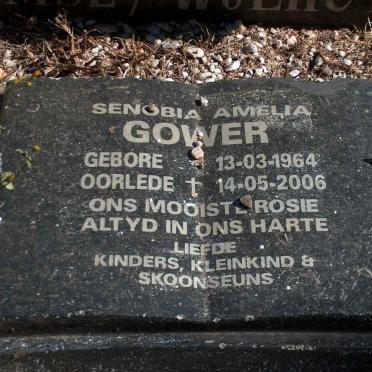 SENOBIA AMELIA
GOWER
GEBORE 13-03-1964
OORLEDE † 14-05-2006
ONS MOOISTE ROSIE
ALTYD IN ONS HARTE
LIEFDE
KINDERS, KLEINKIND &
SKOONSEUNS